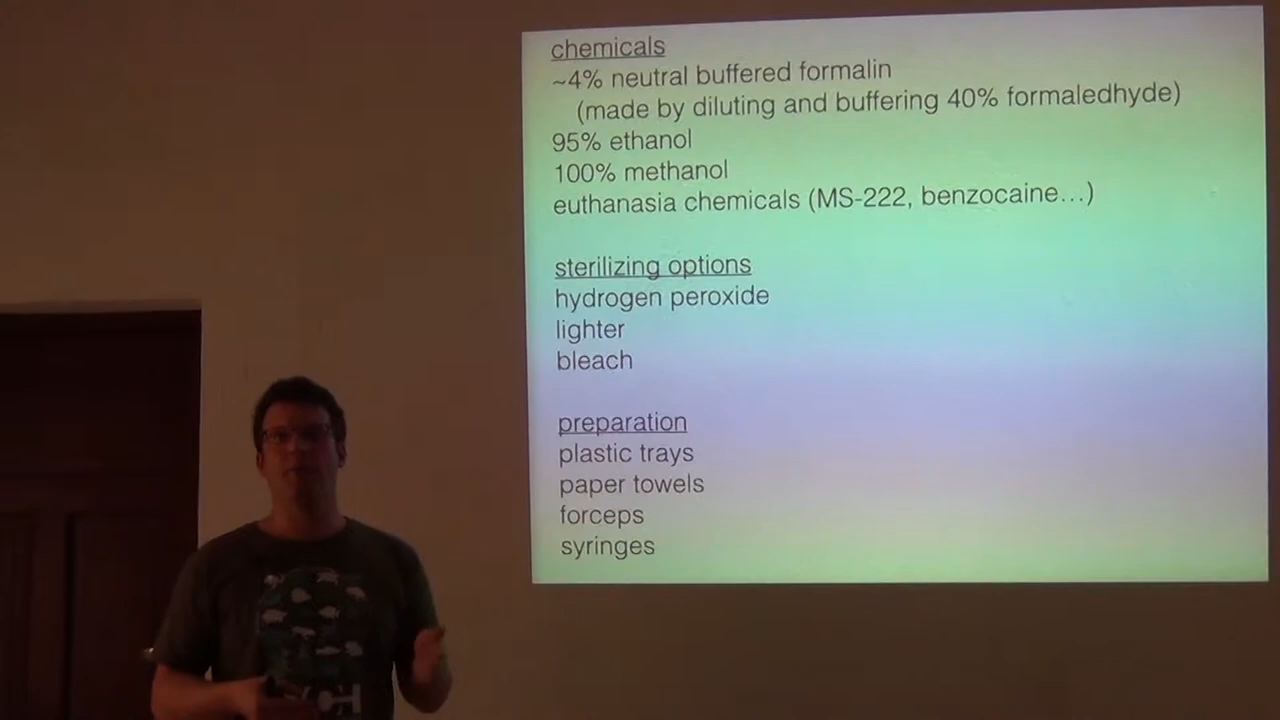 chemicals
~4% neutral buffered formalin
(made by diluting and buffering 40% formaledhyde)
95% ethanol
100% methanol
euthanasia chemicals (MS-222, benzocaine…)
sterilizing options
hydrogen peroxide
lighter
bleach
preparation
plastic trays
paper towels
forceps
syringes